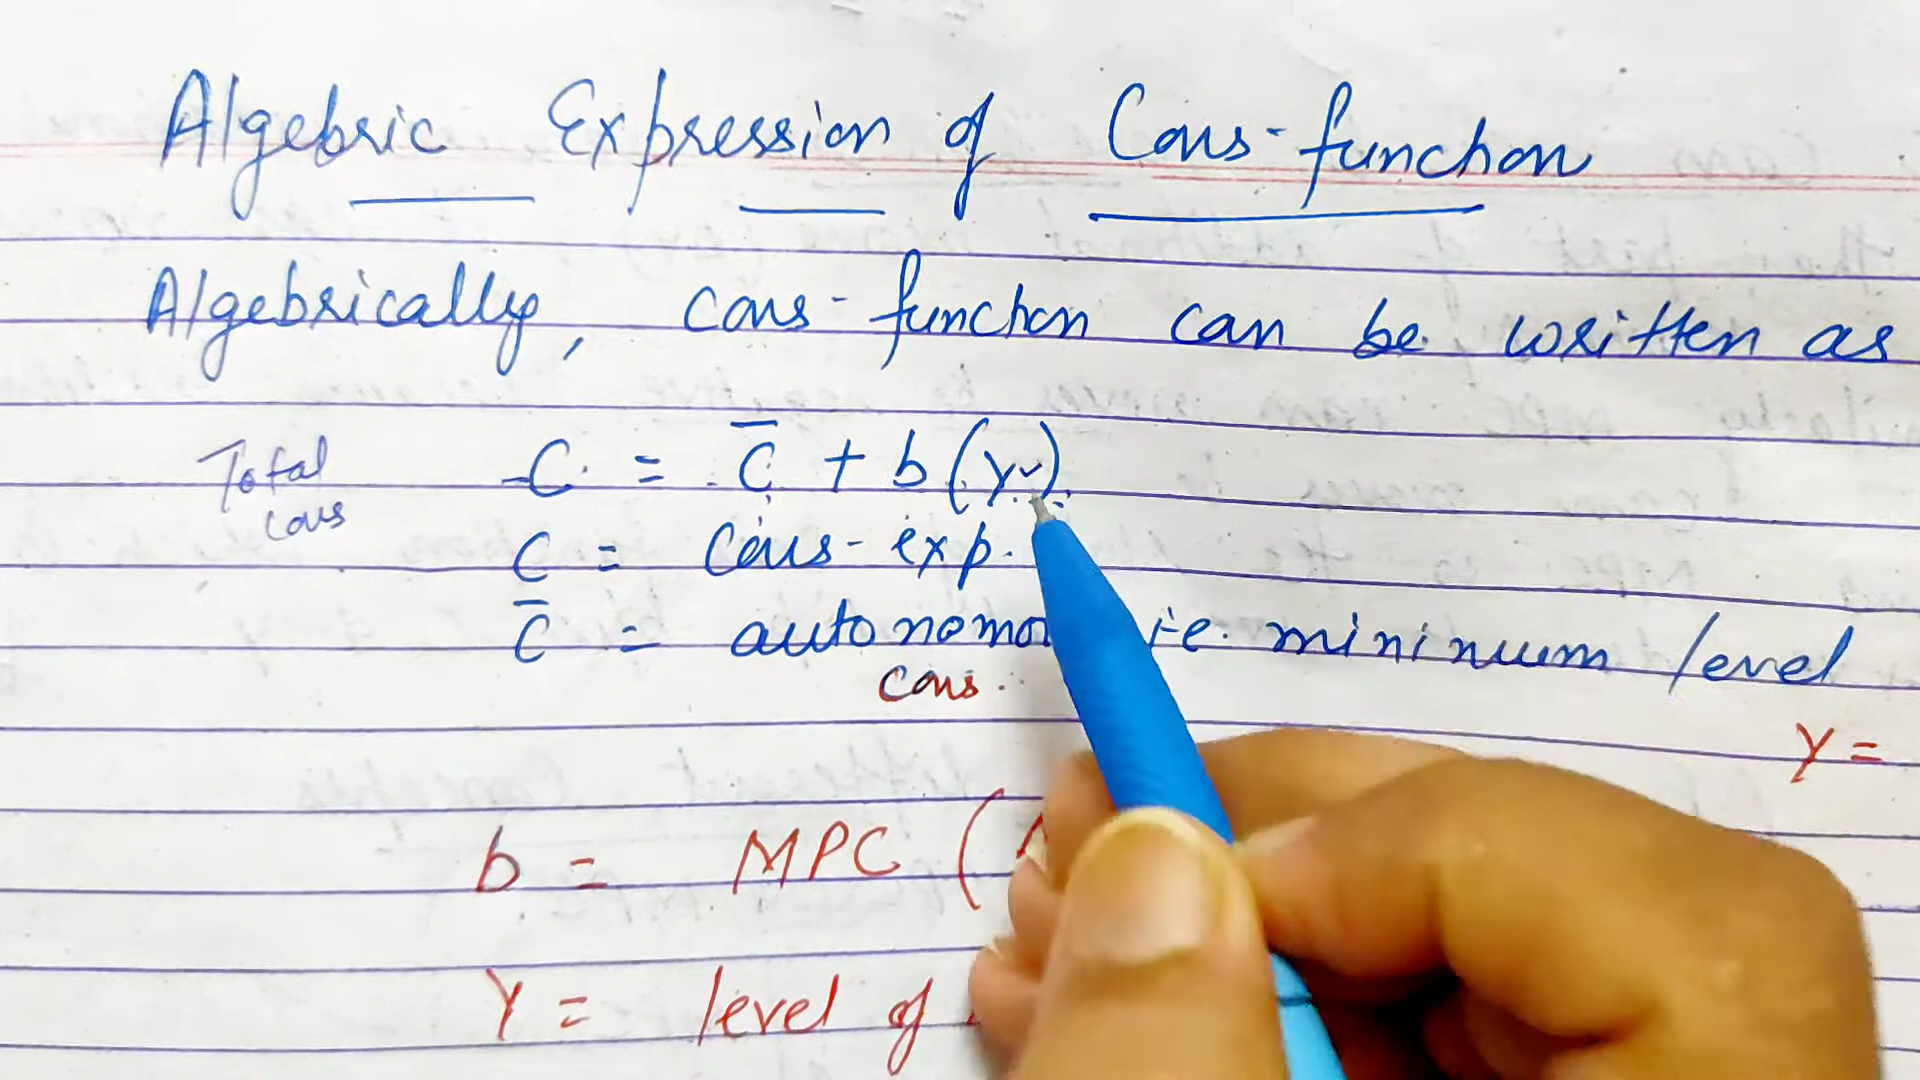 Algebric Expression of Cons-function
Algebrically, cons-function can be written as
Total cons C = C̅ + b(y)
C = Cons-exp.
C̅ = autonomo i.e. minimum level
cons.
Y =
b = MPC (
Y = level of